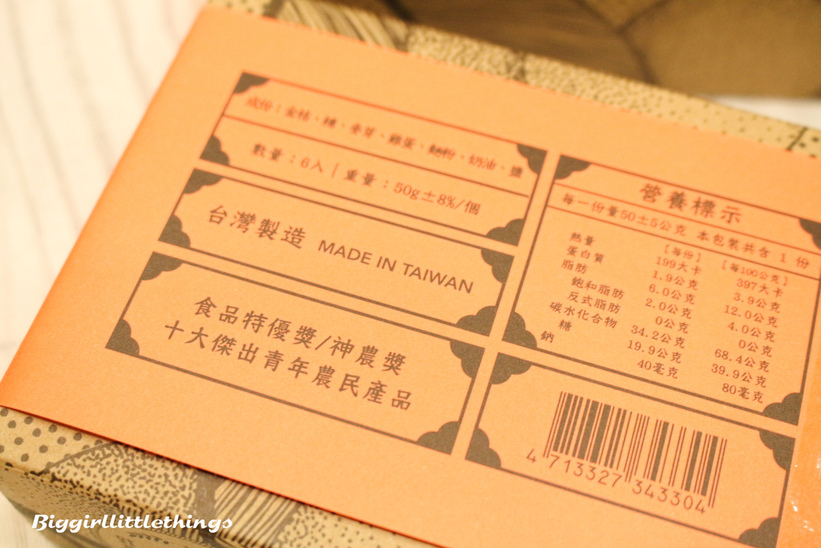 成份：金桔、糖、麥芽、雞蛋、麵粉、奶油、鹽
數量：6入｜重量：50g±8%/個
台灣製造 MADE IN TAIWAN
食品特優獎/神農獎
十大傑出青年農民產品
營養標示
每一份量50±5公克 本包裝共含 1 份
[每份] [每100公克]
熱量 199大卡 397大卡
蛋白質 1.9公克 3.9公克
脂肪 6.0公克 12.0公克
飽和脂肪 2.0公克 4.0公克
反式脂肪 0公克 0公克
碳水化合物 34.2公克 68.4公克
糖 19.9公克 39.9公克
鈉 40毫克 80毫克
4 713327 343304
Biggirllittlethings